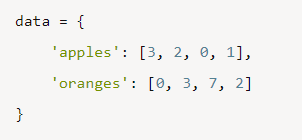 data = {
    'apples': [3, 2, 0, 1],
    'oranges': [0, 3, 7, 2]
}